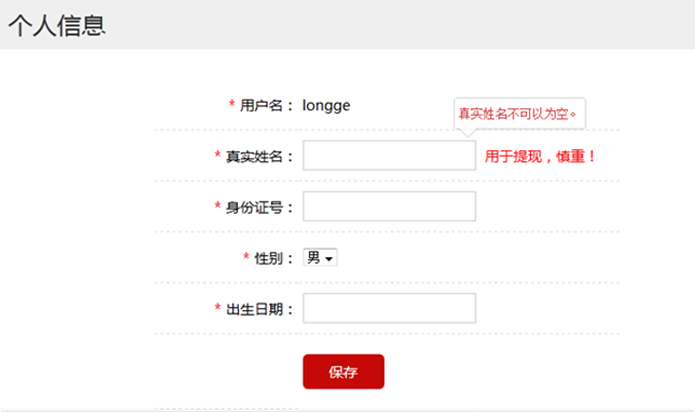 个人信息
* 用户名： longge
真实姓名不可以为空。
* 真实姓名： 用于提现，慎重！
* 身份证号：
* 性别： 男
* 出生日期：
保存